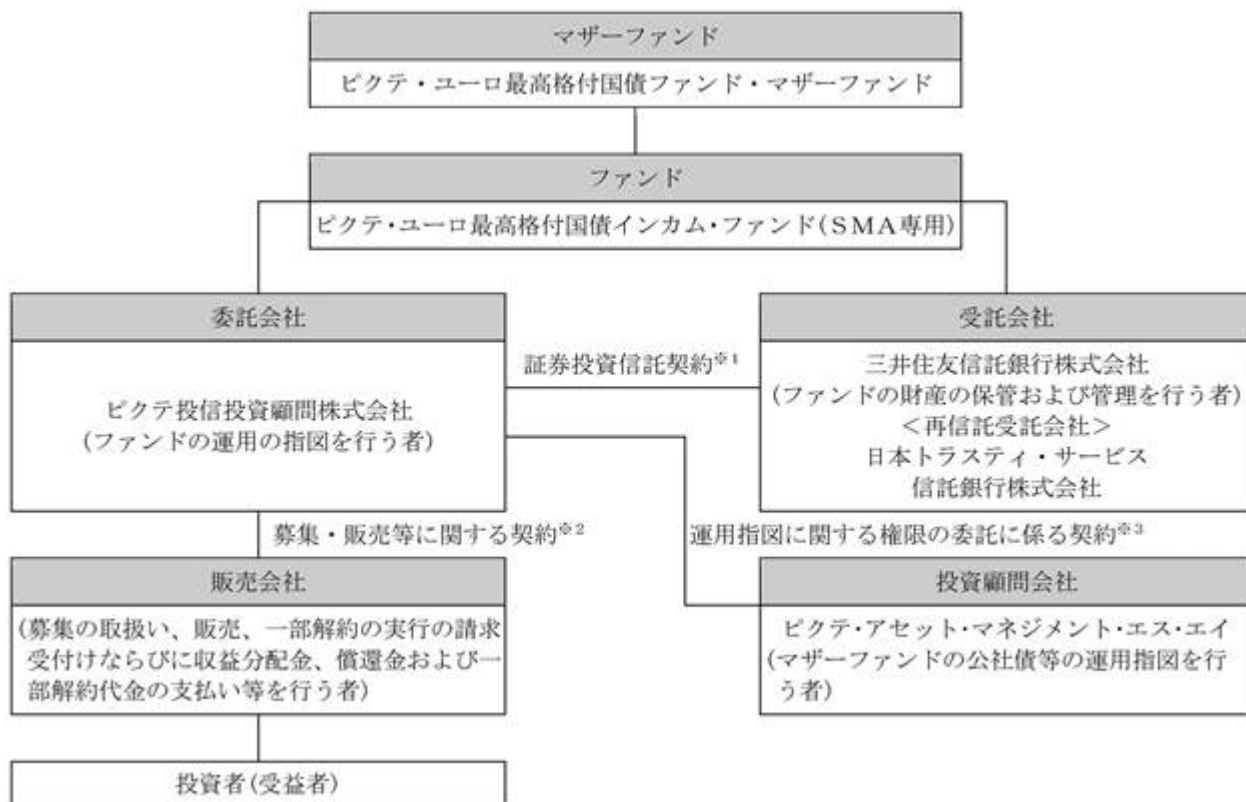 マザーファンド
ピクテ・ユーロ最高格付国債ファンド・マザーファンド
ファンド
ピクテ・ユーロ最高格付国債インカム・ファンド(SMA専用)
委託会社
ピクテ投信投資顧問株式会社
(ファンドの運用の指図を行う者)
証券投資信託契約※1
受託会社
三井住友信託銀行株式会社
(ファンドの財産の保管および管理を行う者)
＜再信託受託会社＞
日本トラスティ・サービス
信託銀行株式会社
募集・販売等に関する契約※2
運用指図に関する権限の委託に係る契約※3
販売会社
(募集の取扱い、販売、一部解約の実行の請求
受付けならびに収益分配金、償還金および一
部解約代金の支払い等を行う者)
投資顧問会社
ピクテ・アセット・マネジメント・エス・エイ
(マザーファンドの公社債等の運用指図を行
う者)
投資者(受益者)